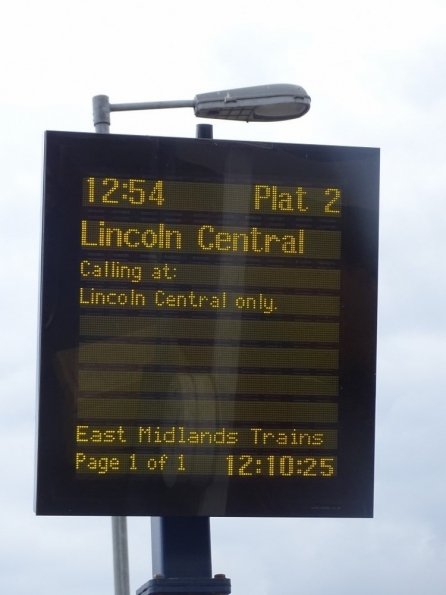 12:54 Plat 2
Lincoln Central
Calling at:
Lincoln Central only.
East Midlands Trains
Page 1 of 1 12:10:25